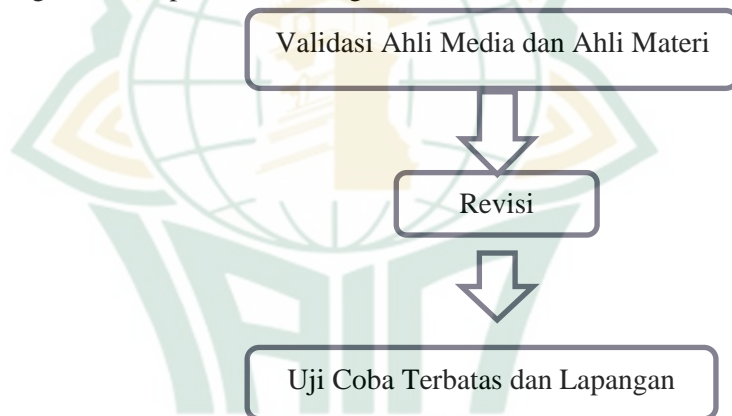 Validasi Ahli Media dan Ahli Materi
Revisi
Uji Coba Terbatas dan Lapangan